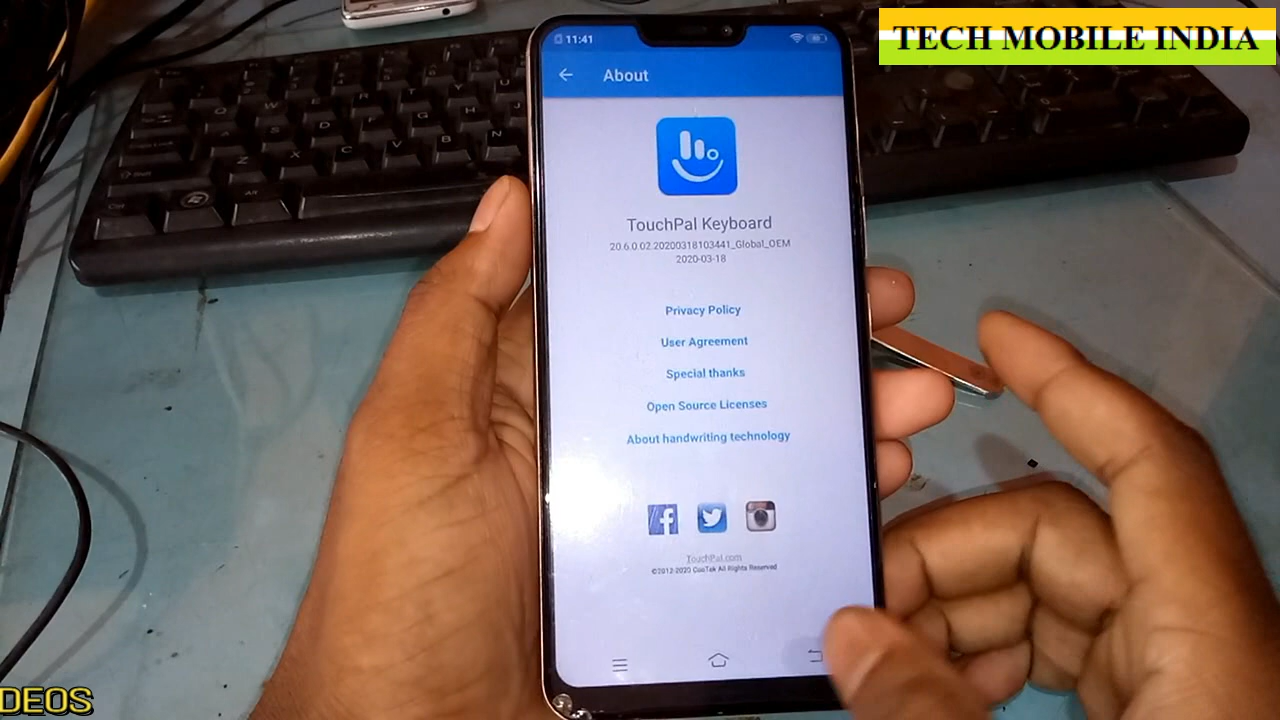 TECH MOBILE INDIA
11:41
About
TouchPal Keyboard
20.6.0.02.20200318103441_Global_OEM
2020-03-18
Privacy Policy
User Agreement
Special thanks
Open Source Licenses
About handwriting technology
TouchPal.com
©2012-2020 CooTek All Rights Reserved
DEOS